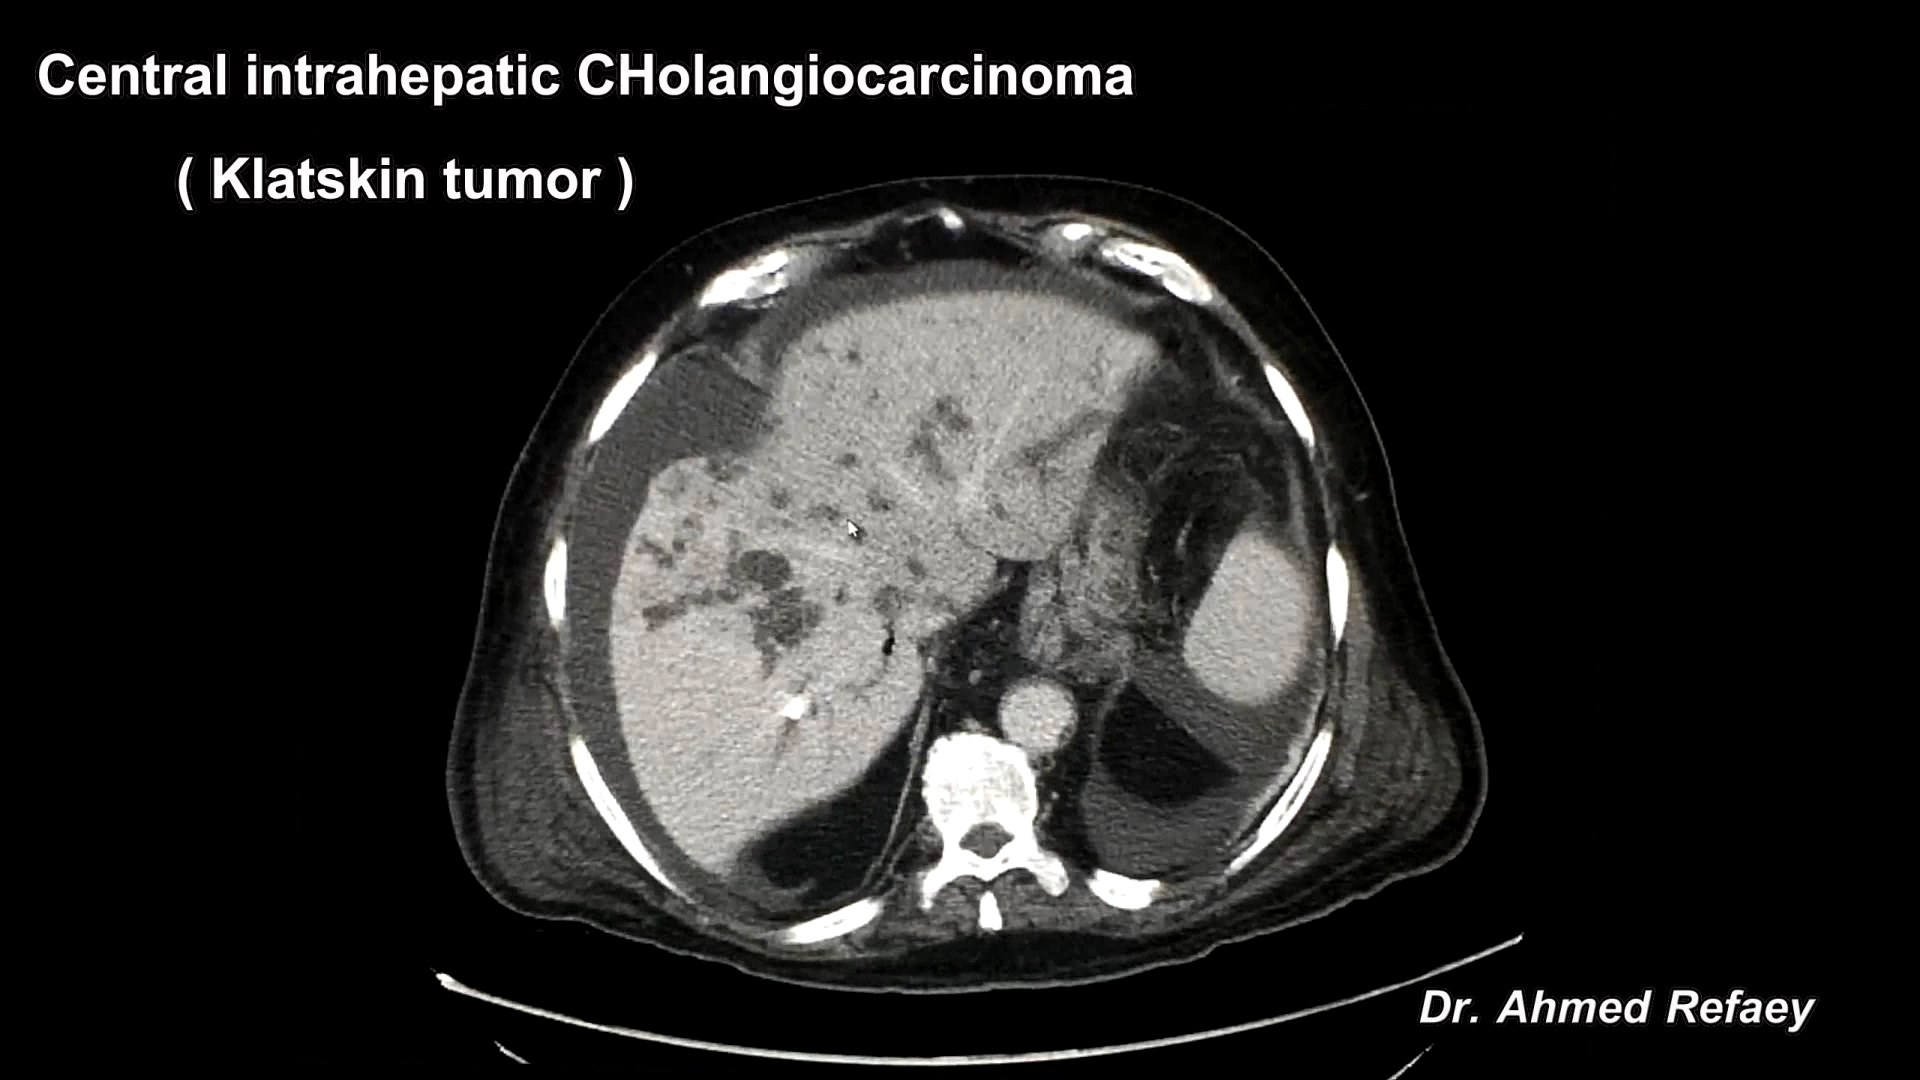 Central intrahepatic CHolangiocarcinoma
( Klatskin tumor )
Dr. Ahmed Refaey